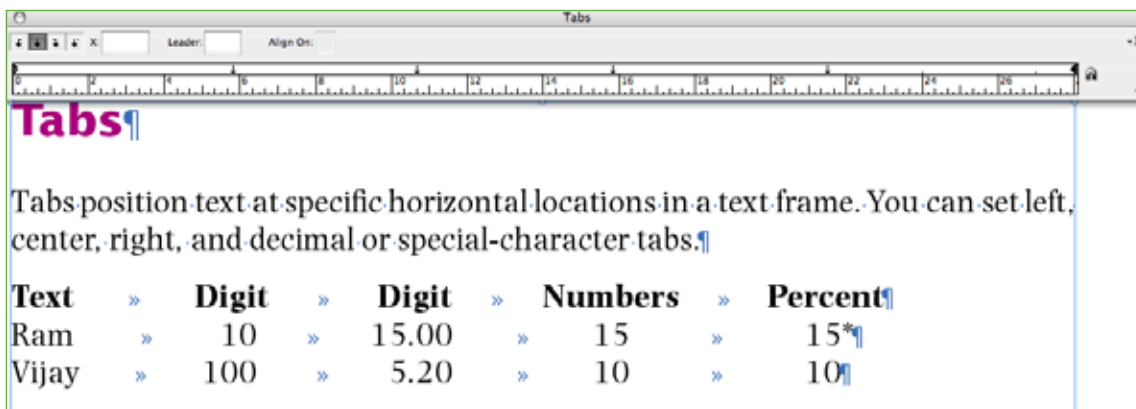 Tabs
X: Leader: Align On:
0 2 4 6 8 10 12 14 16 18 20 22 24 26
Tabs¶
Tabs·position·text·at·specific·horizontal·locations·in·a·text·frame.·You·can·set·left,
center,·right,·and·decimal·or·special-character·tabs.¶
Text » Digit » Digit » Numbers » Percent¶
Ram » 10 » 15.00 » 15 » 15*¶
Vijay » 100 » 5.20 » 10 » 10¶